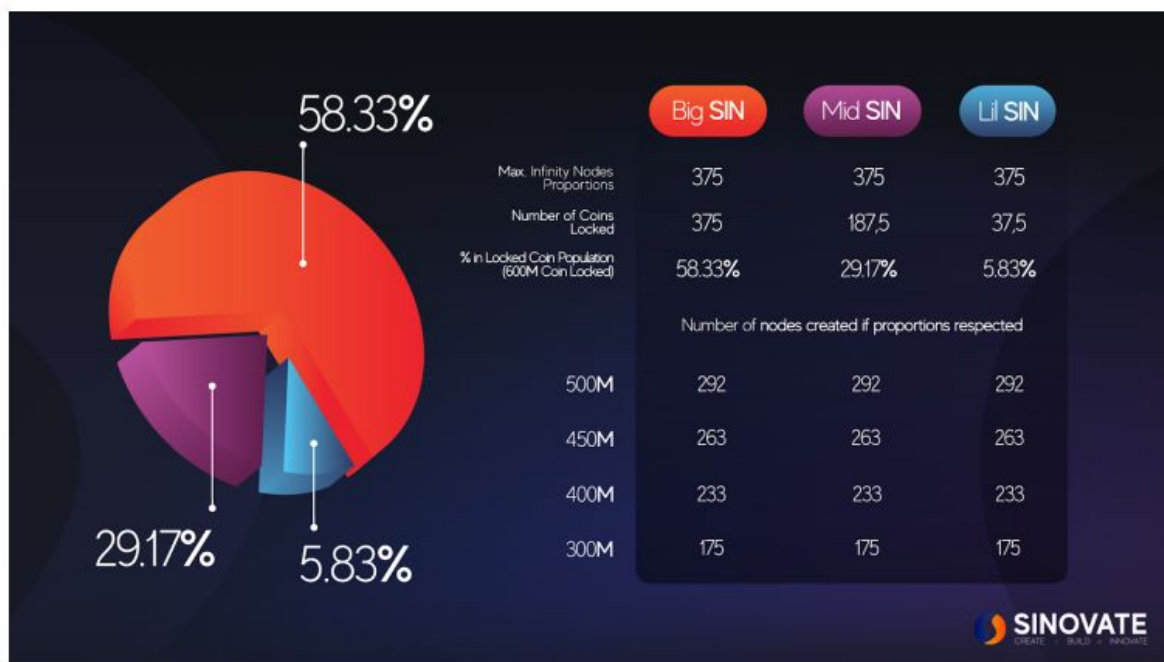 58.33%
29.17%
5.83%
Big SIN Mid SIN Lil SIN
Max. Infinity Nodes
Proportions
375 375 375
Number of Coins
Locked
375 187,5 37,5
% in Locked Coin Population
(600M Coin Locked)
58.33% 29.17% 5.83%
Number of nodes created if proportions respected
500M 292 292 292
450M 263 263 263
400M 233 233 233
300M 175 175 175
SINOVATE
CREATE - BUILD - INNOVATE